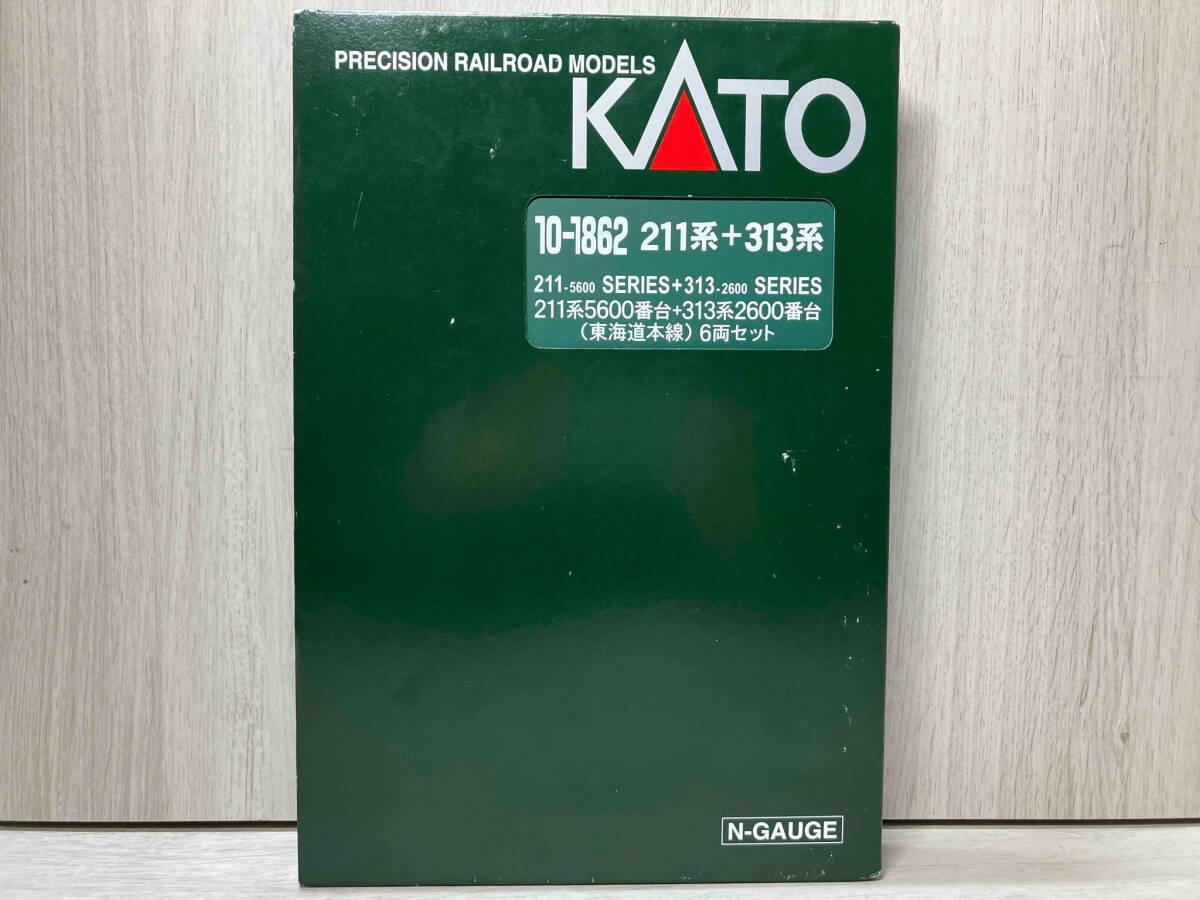 PRECISION RAILROAD MODELS
KATO
10-1862 211系+313系
211-5600 SERIES+313-2600 SERIES
211系5600番台+313系2600番台
(東海道本線) 6両セット
N-GAUGE